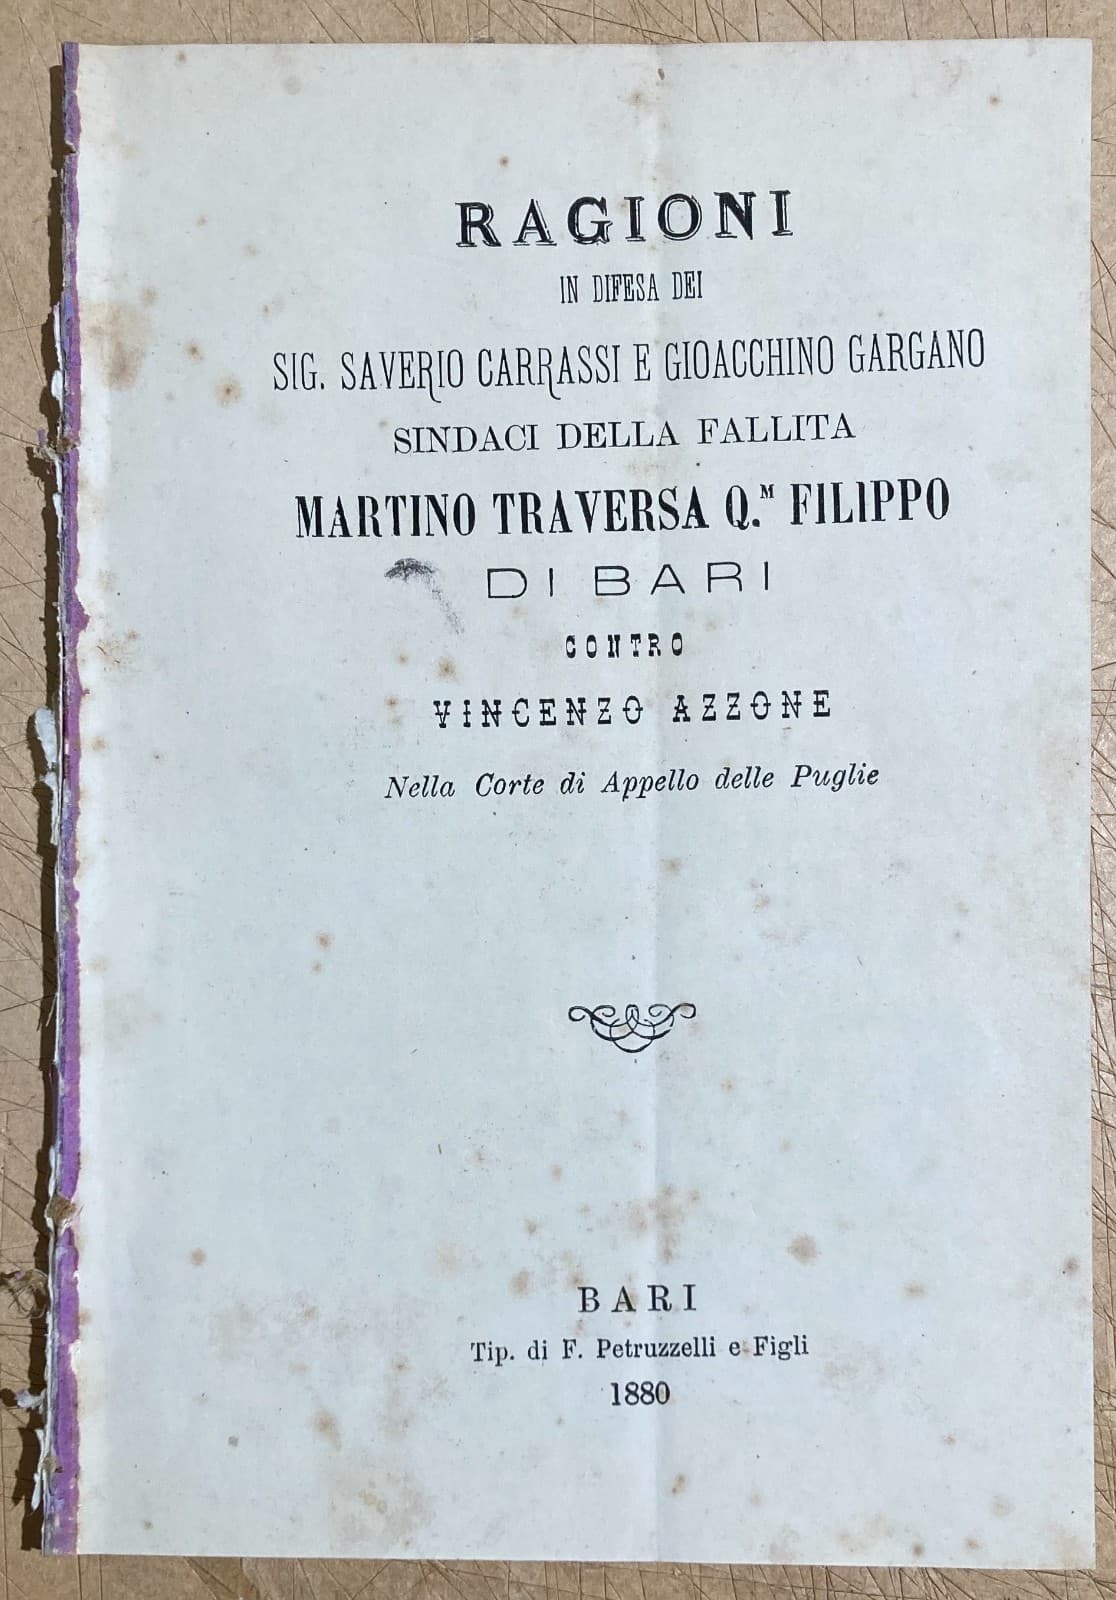 RAGIONI
IN DIFESA DEI
SIG. SAVERIO CARRASSI E GIOACCHINO GARGANO
SINDACI DELLA FALLITA
MARTINO TRAVERSA Q.M FILIPPO
DI BARI
CONTRO
VINCENZO AZZONE
Nella Corte di Appello delle Puglie
BARI
Tip. di F. Petruzzelli e Figli
1880